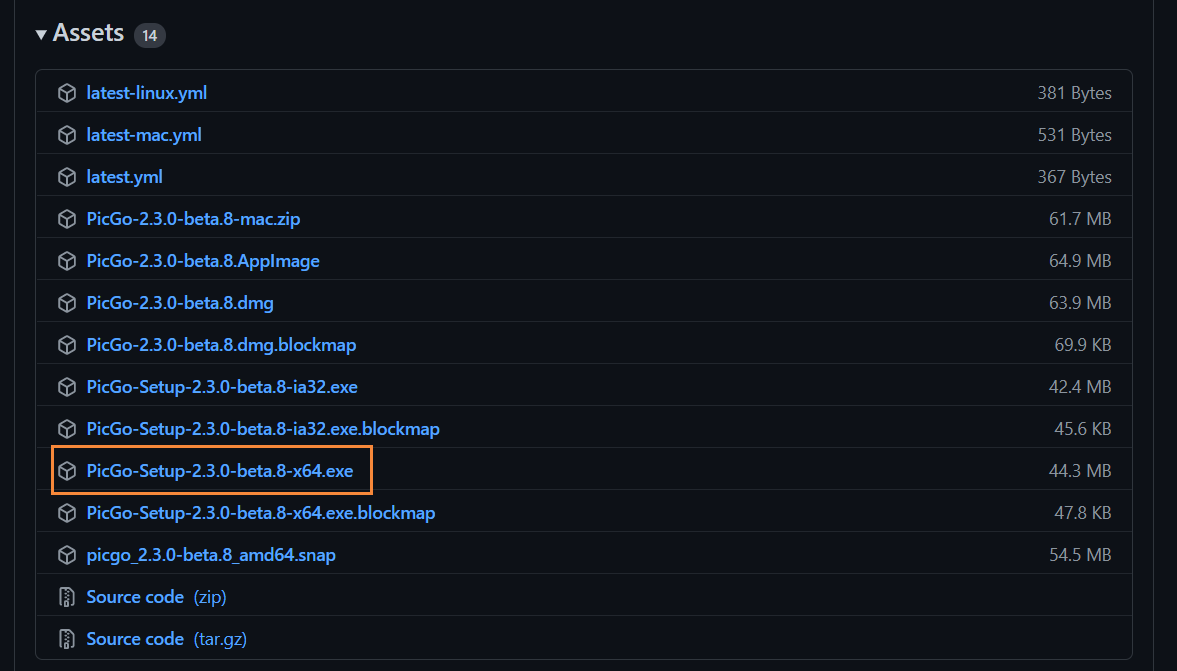 Assets 14
latest-linux.yml 381 Bytes
latest-mac.yml 531 Bytes
latest.yml 367 Bytes
PicGo-2.3.0-beta.8-mac.zip 61.7 MB
PicGo-2.3.0-beta.8.AppImage 64.9 MB
PicGo-2.3.0-beta.8.dmg 63.9 MB
PicGo-2.3.0-beta.8.dmg.blockmap 69.9 KB
PicGo-Setup-2.3.0-beta.8-ia32.exe 42.4 MB
PicGo-Setup-2.3.0-beta.8-ia32.exe.blockmap 45.6 KB
PicGo-Setup-2.3.0-beta.8-x64.exe 44.3 MB
PicGo-Setup-2.3.0-beta.8-x64.exe.blockmap 47.8 KB
picgo_2.3.0-beta.8_amd64.snap 54.5 MB
Source code (zip)
Source code (tar.gz)